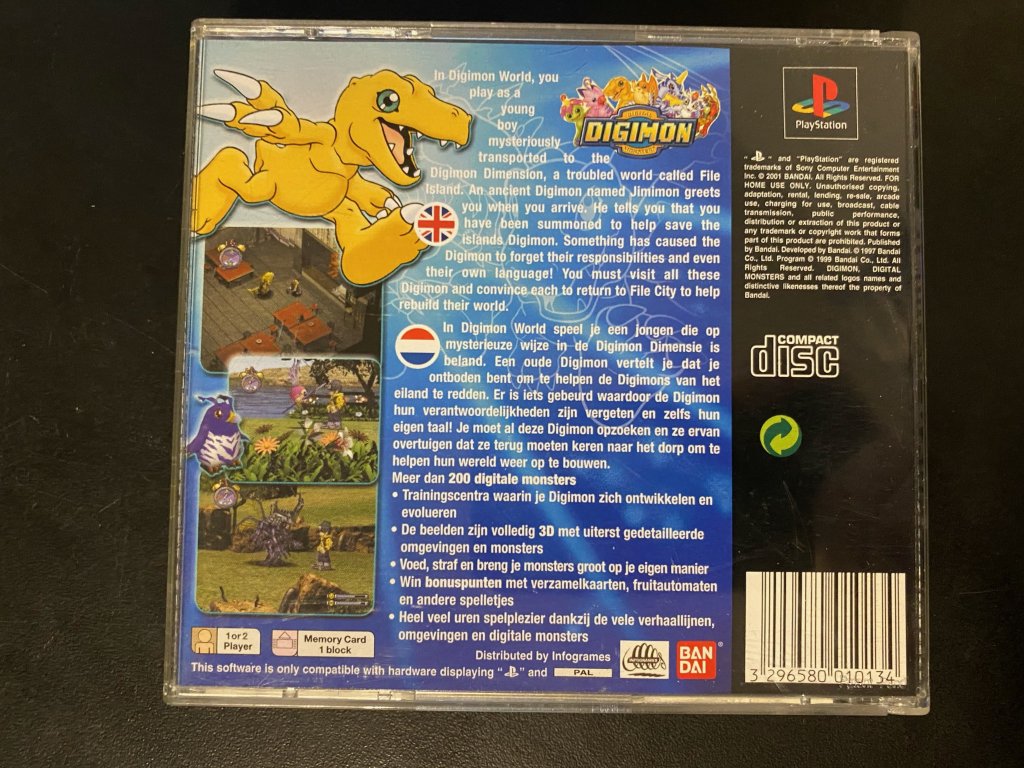 In Digimon World, you
play as a
young
boy
mysteriously
transported to the
Digimon Dimension, a troubled world called File
Island. An ancient Digimon named Jimimon greets
you when you arrive. He tells you that you
have been summoned to help save the
islands Digimon. Something has caused the
Digimon to forget their responsibilities and even
their own language! You must visit all these
Digimon and convince each to return to File City to help
rebuild their world.
In Digimon World speel je een jongen die op
mysterieuze wijze in de Digimon Dimensie is
beland. Een oude Digimon vertelt je dat je
ontboden bent om te helpen de Digimons van het
eiland te redden. Er is iets gebeurd waardoor de Digimon
hun verantwoordelijkheden zijn vergeten en zelfs hun
eigen taal! Je moet al deze Digimon opzoeken en ze ervan
overtuigen dat ze terug moeten keren naar het dorp om te
helpen hun wereld weer op te bouwen.
Meer dan 200 digitale monsters
• Trainingscentra waarin je Digimon zich ontwikkelen en
evolueren
• De beelden zijn volledig 3D met uiterst gedetailleerde
omgevingen en monsters
• Voed, straf en breng je monsters groot op je eigen manier
• Win bonuspunten met verzamelkaarten, fruitautomaten
en andere spelletjes
• Heel veel uren spelplezier dankzij de vele verhaallijnen,
omgevingen en digitale monsters
1 or 2
Player
Memory Card
1 block
Distributed by Infogrames
INFOGRAMES
BAN
DAI
This software is only compatible with hardware displaying " " and
PAL
DIGITAL
DIGIMON
MONSTERS
PlayStation
" " and "PlayStation" are registered
trademarks of Sony Computer Entertainment
Inc. © 2001 BANDAI. All Rights Reserved. FOR
HOME USE ONLY. Unauthorised copying,
adaptation, rental, lending, re-sale, arcade
use, charging for use, broadcast, cable
transmission, public performance,
distribution or extraction of this product or
any trademark or copyright work that forms
part of this product are prohibited. Published
by Bandai. Developed by Bandai. © 1997 Bandai
Co., Ltd. Program © 1999 Bandai Co., Ltd. All
Rights Reserved. DIGIMON, DIGITAL
MONSTERS and all related logos names and
distinctive likenesses thereof the property of
Bandai.
COMPACT
disc
3 296580 010134